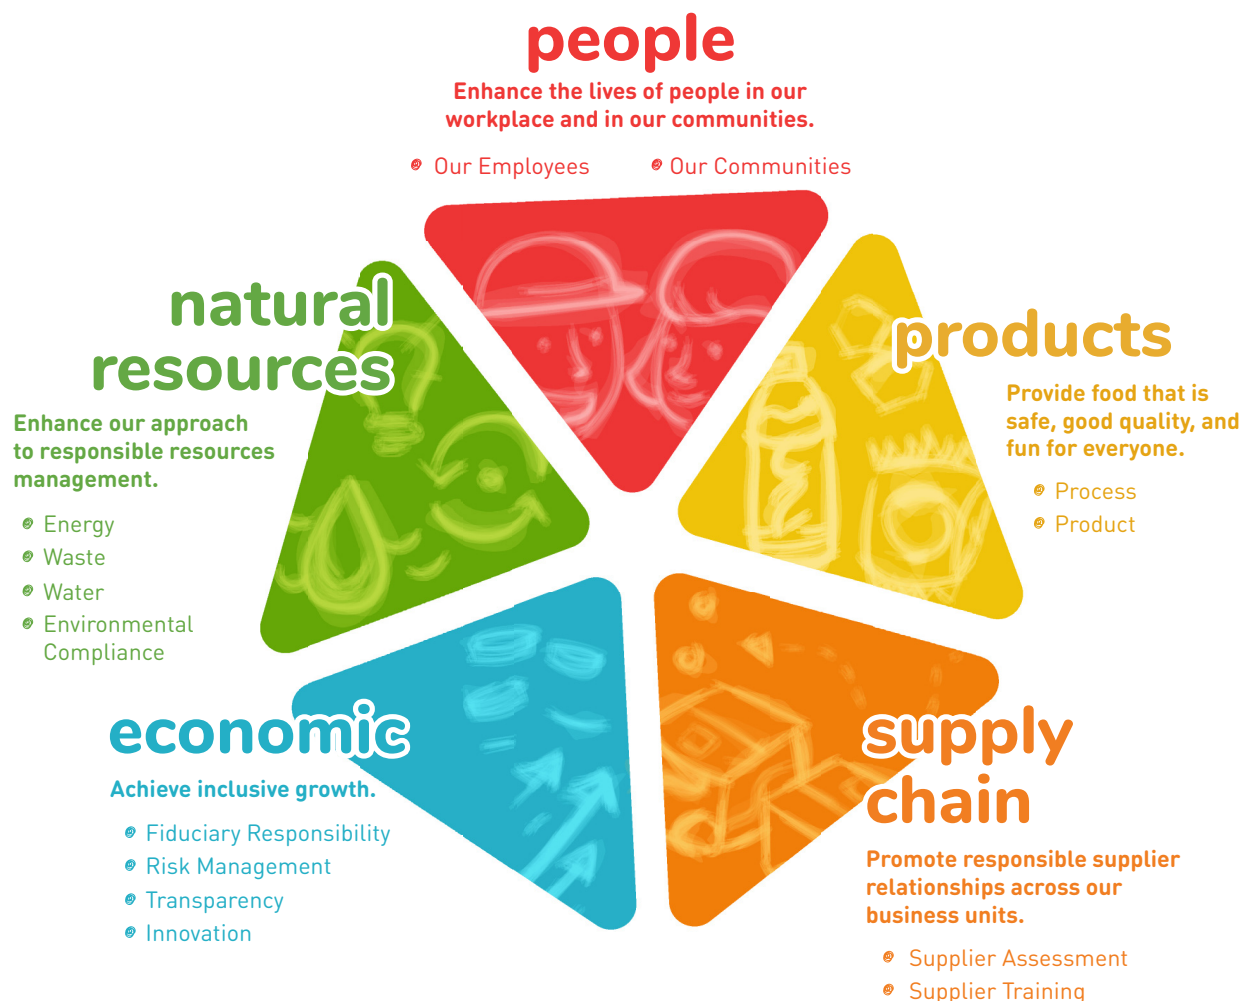 people
Enhance the lives of people in our
workplace and in our communities.
Our Employees
Our Communities
natural
resources
Enhance our approach
to responsible resources
management.
Energy
Waste
Water
Environmental
Compliance
products
Provide food that is
safe, good quality, and
fun for everyone.
Process
Product
economic
Achieve inclusive growth.
Fiduciary Responsibility
Risk Management
Transparency
Innovation
supply
chain
Promote responsible supplier
relationships across our
business units.
Supplier Assessment
Supplier Training